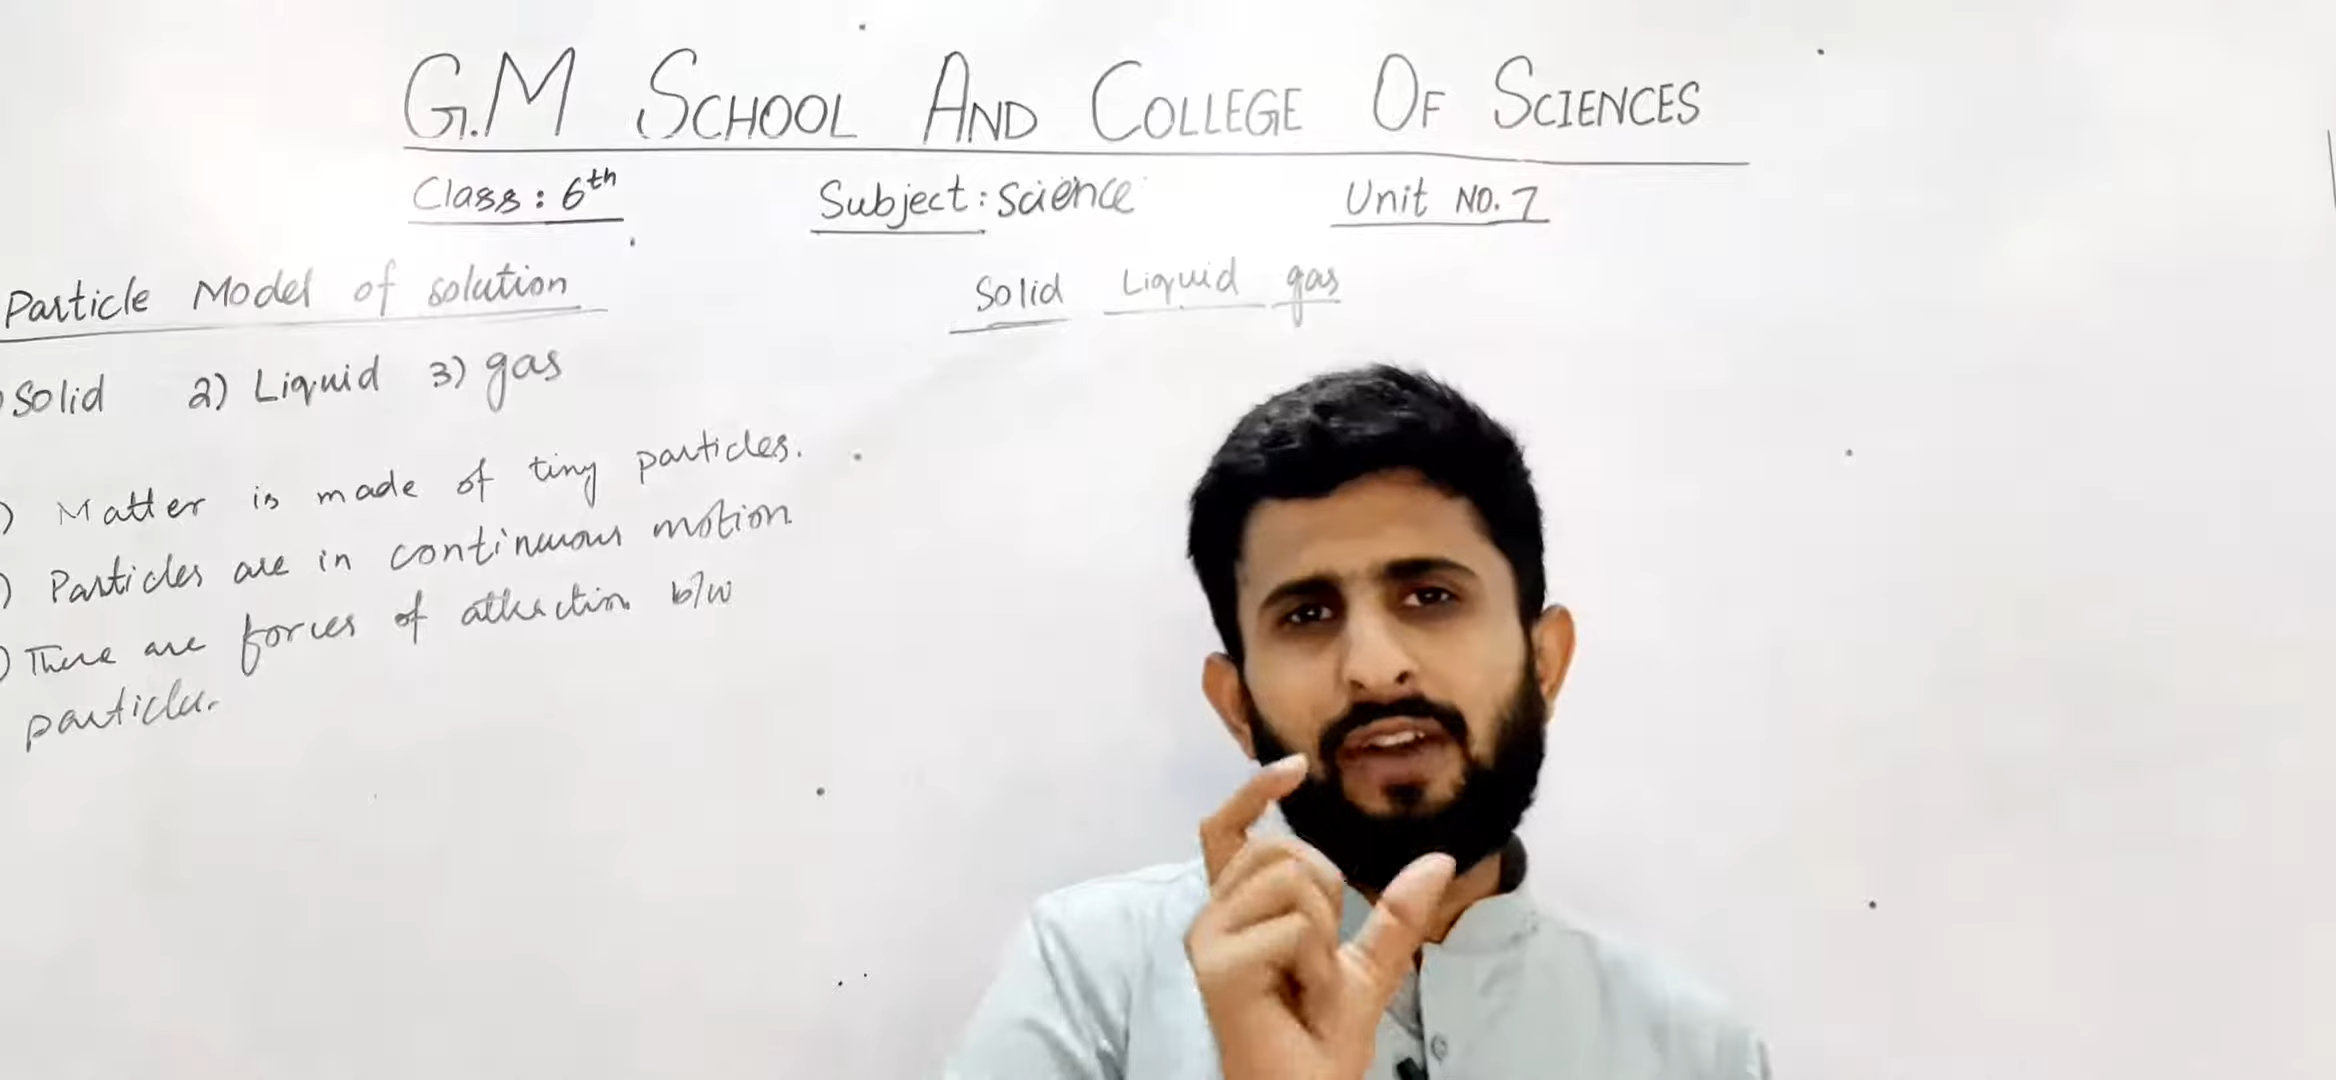 G.M SCHOOL AND COLLEGE OF SCIENCES
Class: 6th Subject: Science Unit NO. 7
Particle Model of solution
Solid 2) Liquid 3) gas
Solid Liquid gas
) Matter is made of tiny particles.
) Particles are in continuous motion
) There are forces of attraction b/w
particles.